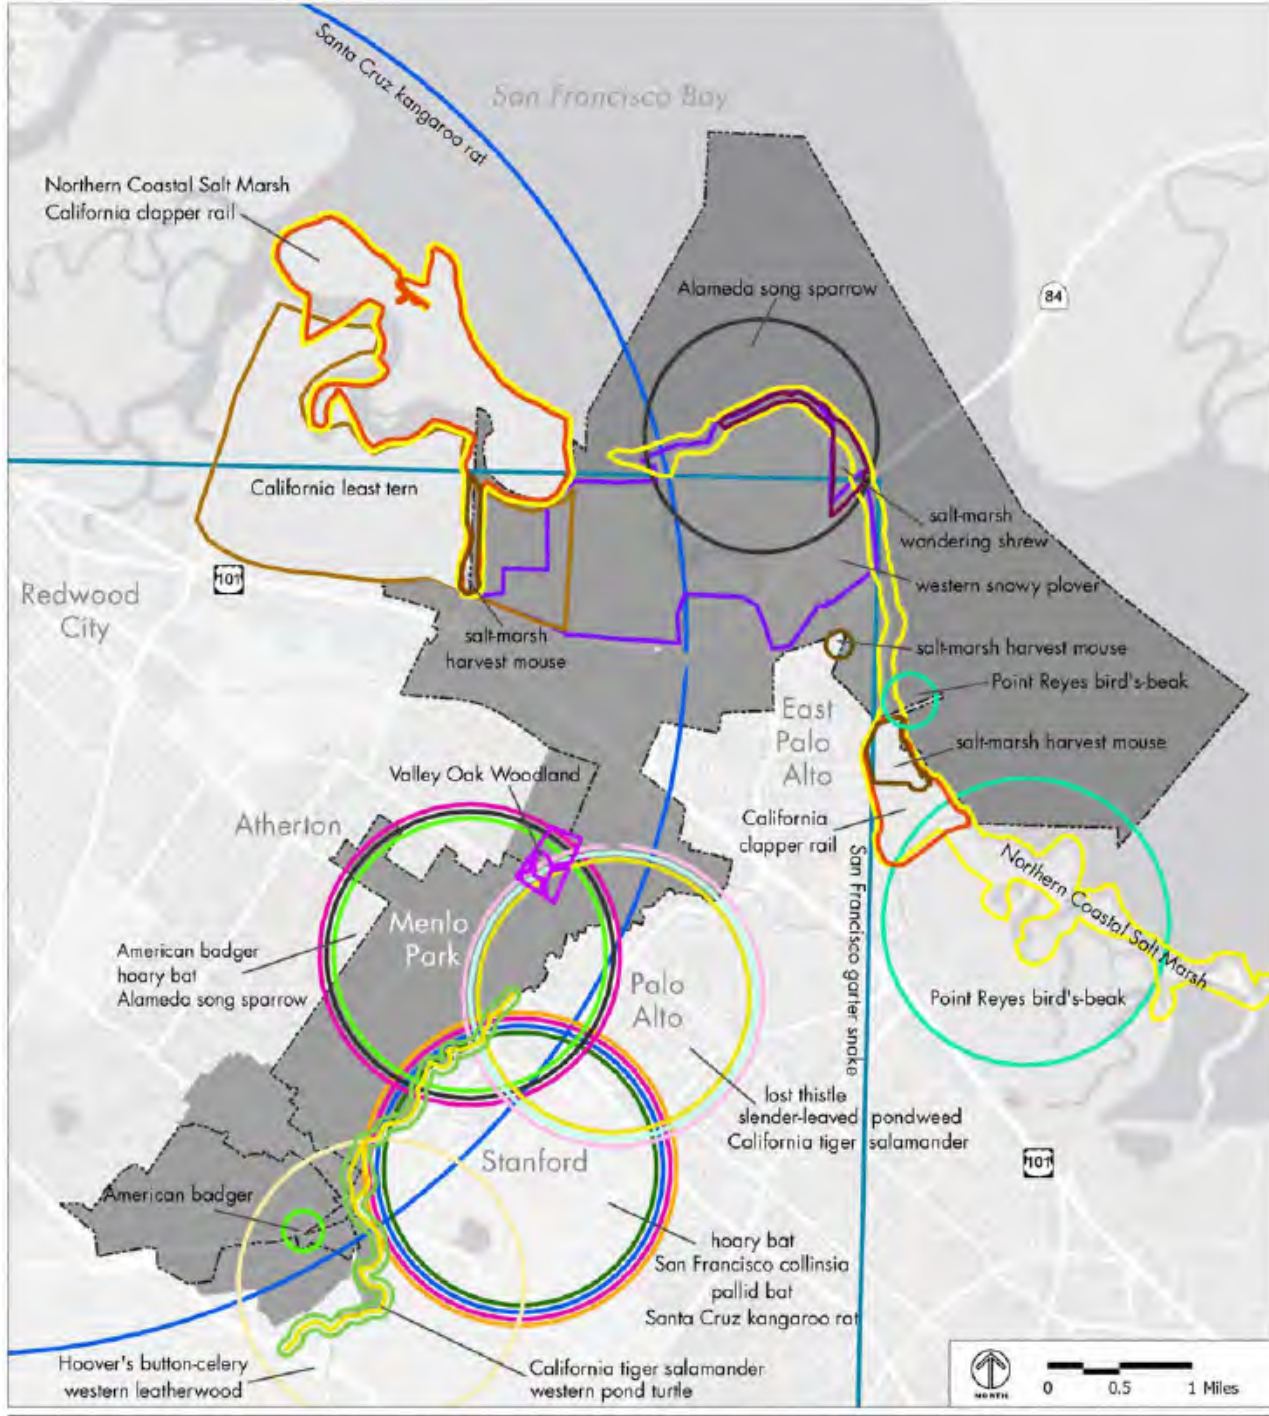 Santa Cruz kangaroo rat
San Francisco Bay
Northern Coastal Salt Marsh
California clapper rail
Alameda song sparrow
84
California least tern
salt-marsh
wandering shrew
101
western snowy plover
Redwood
City
salt-marsh
harvest mouse
salt-marsh harvest mouse
Point Reyes bird's-beak
East
Palo
Alto
salt-marsh harvest mouse
Valley Oak Woodland
Atherton
California
clapper rail
San Francisco garter snake
Northern Coastal Salt Marsh
Menlo
Park
American badger
hoary bat
Alameda song sparrow
Palo
Alto
Point Reyes bird's-beak
lost thistle
slender-leaved pondweed
California tiger salamander
Stanford
101
American badger
hoary bat
San Francisco collinsia
pallid bat
Santa Cruz kangaroo rat
Hoover's button-celery
western leatherwood
California tiger salamander
western pond turtle
NORTH
0 0.5 1 Miles